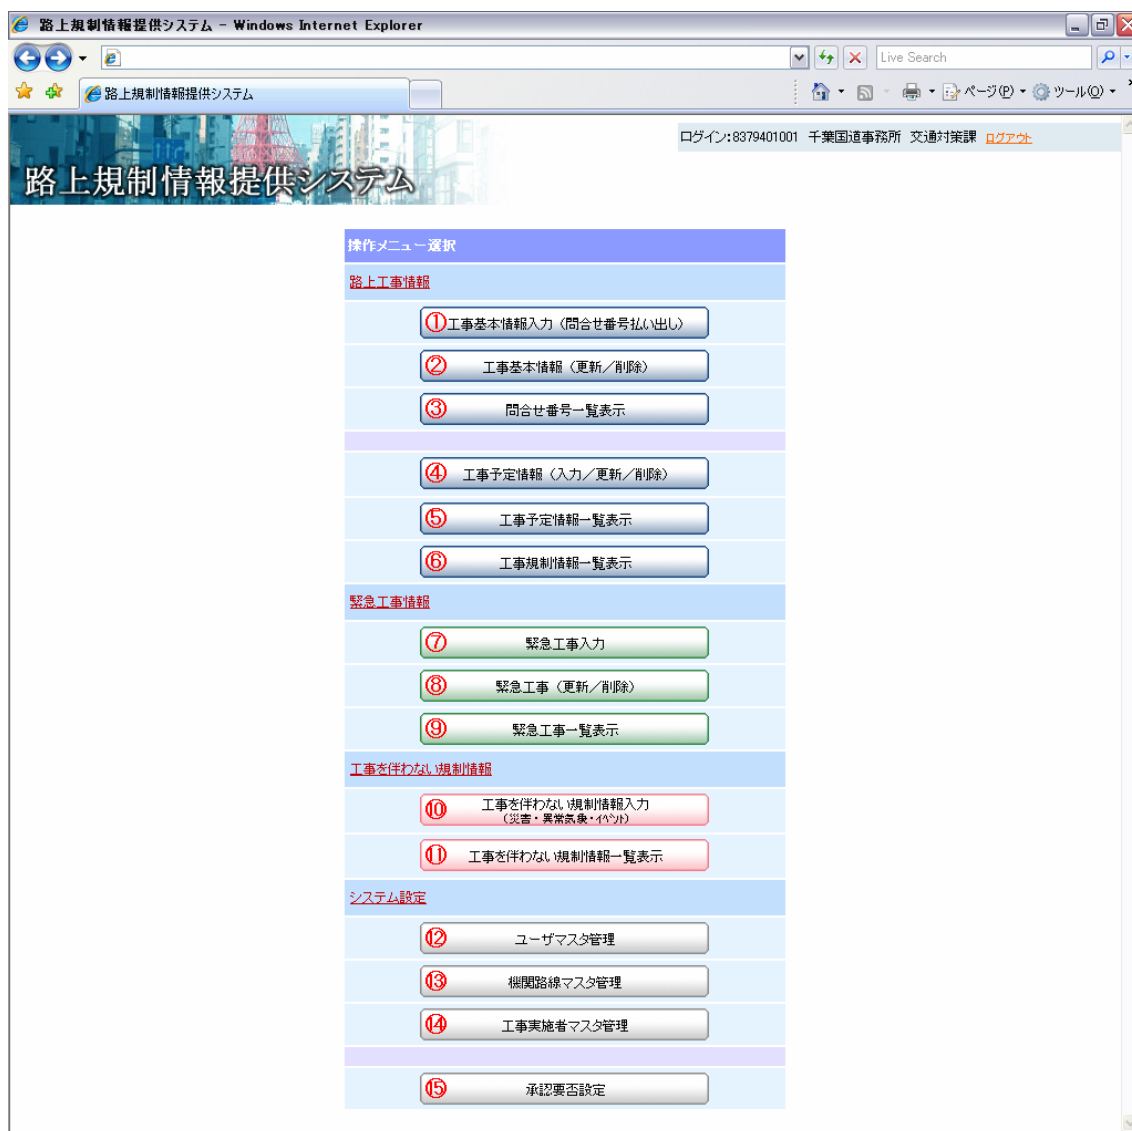 路上規制情報提供システム - Windows Internet Explorer
Live Search
路上規制情報提供システム
ページ(P) ツール(O)
ログイン:8379401001 千葉国道事務所 交通対策課 ログアウト
路上規制情報提供システム
操作メニュー選択
路上工事情報
①工事基本情報入力（問合せ番号払い出し）
② 工事基本情報（更新／削除）
③ 問合せ番号一覧表示
④ 工事予定情報（入力／更新／削除）
⑤ 工事予定情報一覧表示
⑥ 工事規制情報一覧表示
緊急工事情報
⑦ 緊急工事入力
⑧ 緊急工事（更新／削除）
⑨ 緊急工事一覧表示
工事を伴わない規制情報
⑩ 工事を伴わない規制情報入力
（災害・異常気象・イベント）
⑪ 工事を伴わない規制情報一覧表示
システム設定
⑫ ユーザマスタ管理
⑬ 機関路線マスタ管理
⑭ 工事実施者マスタ管理
⑮ 承認要否設定